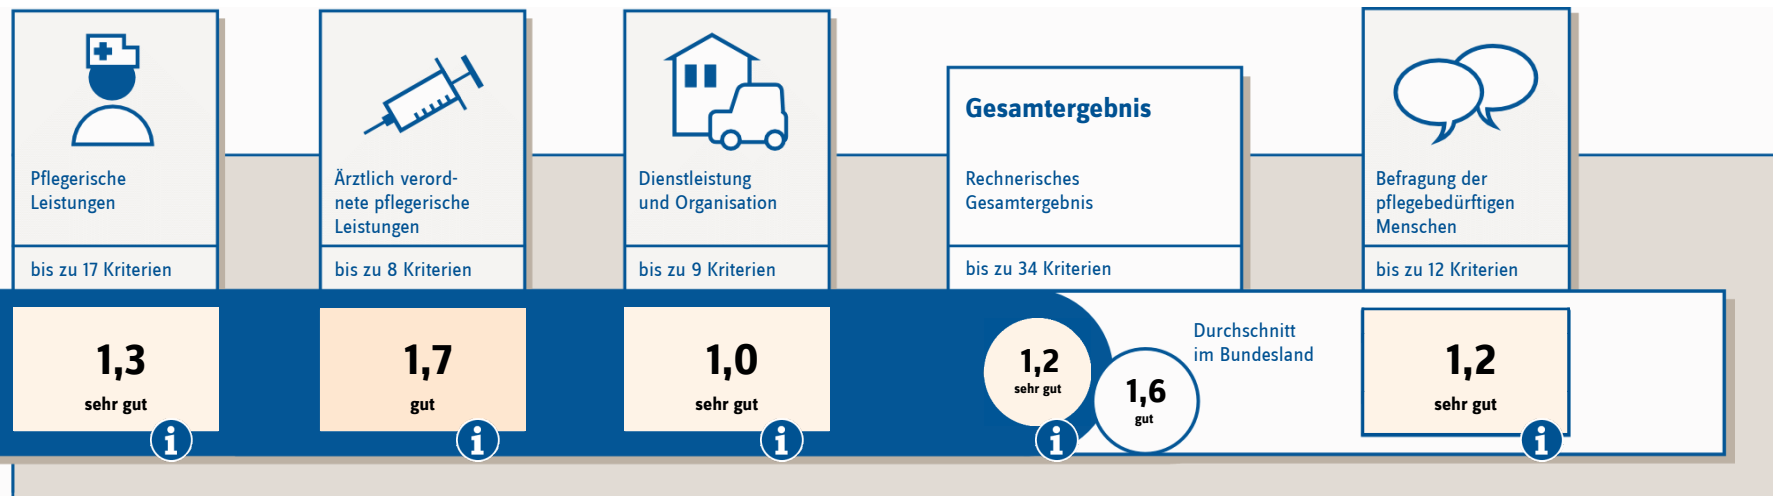 Pflegerische
Leistungen
bis zu 17 Kriterien
1,3
sehr gut
Ärztlich verord-
nete pflegerische
Leistungen
bis zu 8 Kriterien
1,7
gut
Dienstleistung
und Organisation
bis zu 9 Kriterien
1,0
sehr gut
Gesamtergebnis
Rechnerisches
Gesamtergebnis
bis zu 34 Kriterien
1,2
sehr gut
1,6
gut
Durchschnitt
im Bundesland
Befragung der
pflegebedürftigen
Menschen
bis zu 12 Kriterien
1,2
sehr gut